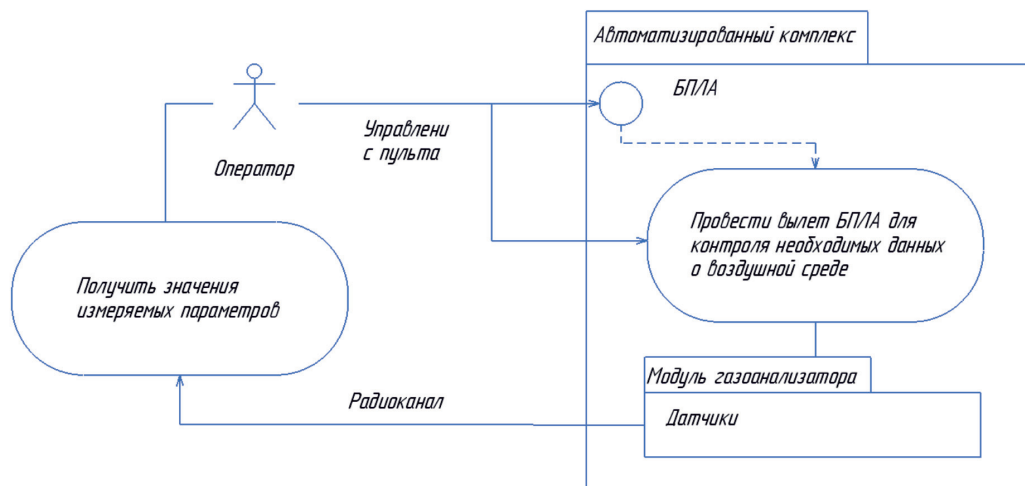 Автоматизированный комплекс
БПЛА
Управлени
с пульта
Оператор
Провести вылет БПЛА для
контроля необходимых данных
о воздушной среде
Получить значения
измеряемых параметров
Модуль газоанализатора
Радиоканал
Датчики